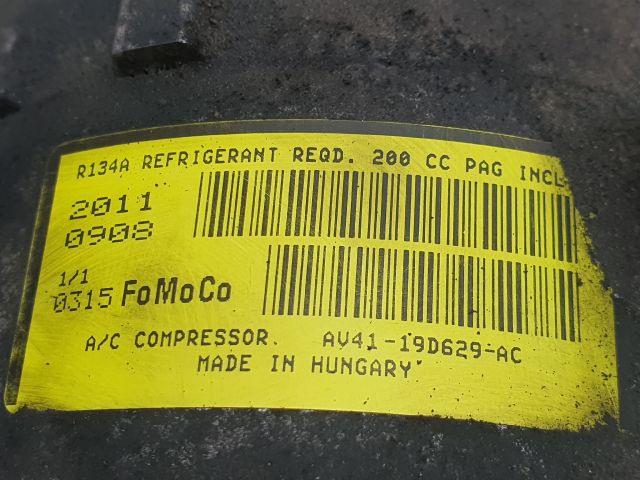 R134A REFRIGERANT REQD. 200 CC PAG INCL.
2011
0908
1/1
0315 FoMoCo
A/C COMPRESSOR. AV41-19D629-AC
MADE IN HUNGARY